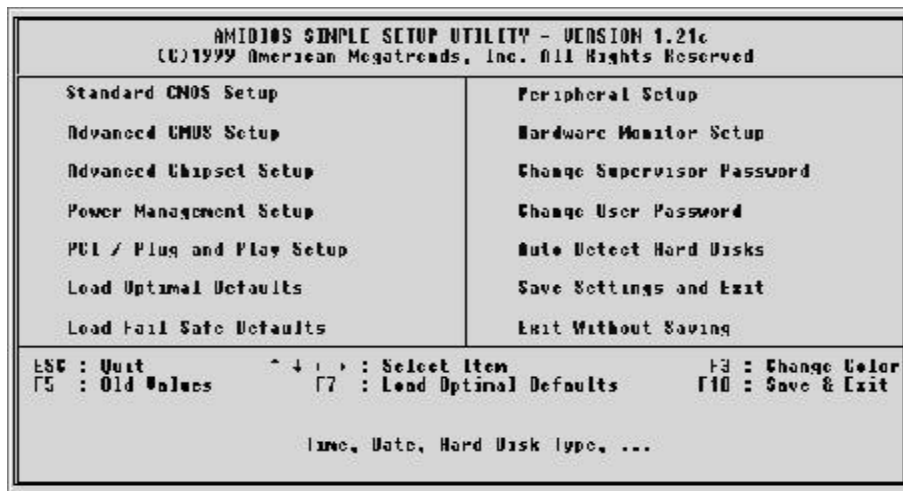 AMIBIOS SIMPLE SETUP UTILITY - VERSION 1.21c
(C)1999 American Megatrends, Inc. All Rights Reserved
Standard CMOS Setup
Advanced CMOS Setup
Advanced Chipset Setup
Power Management Setup
PCI / Plug and Play Setup
Load Optimal Defaults
Load Fail Safe Defaults
Peripheral Setup
Hardware Monitor Setup
Change Supervisor Password
Change User Password
Auto Detect Hard Disks
Save Settings and Exit
Exit Without Saving
ESC : Quit ↑ ↓ ← → : Select Item F3 : Change Color
F5 : Old Values F7 : Load Optimal Defaults F10 : Save & Exit
Time, Date, Hard Disk Type, ...